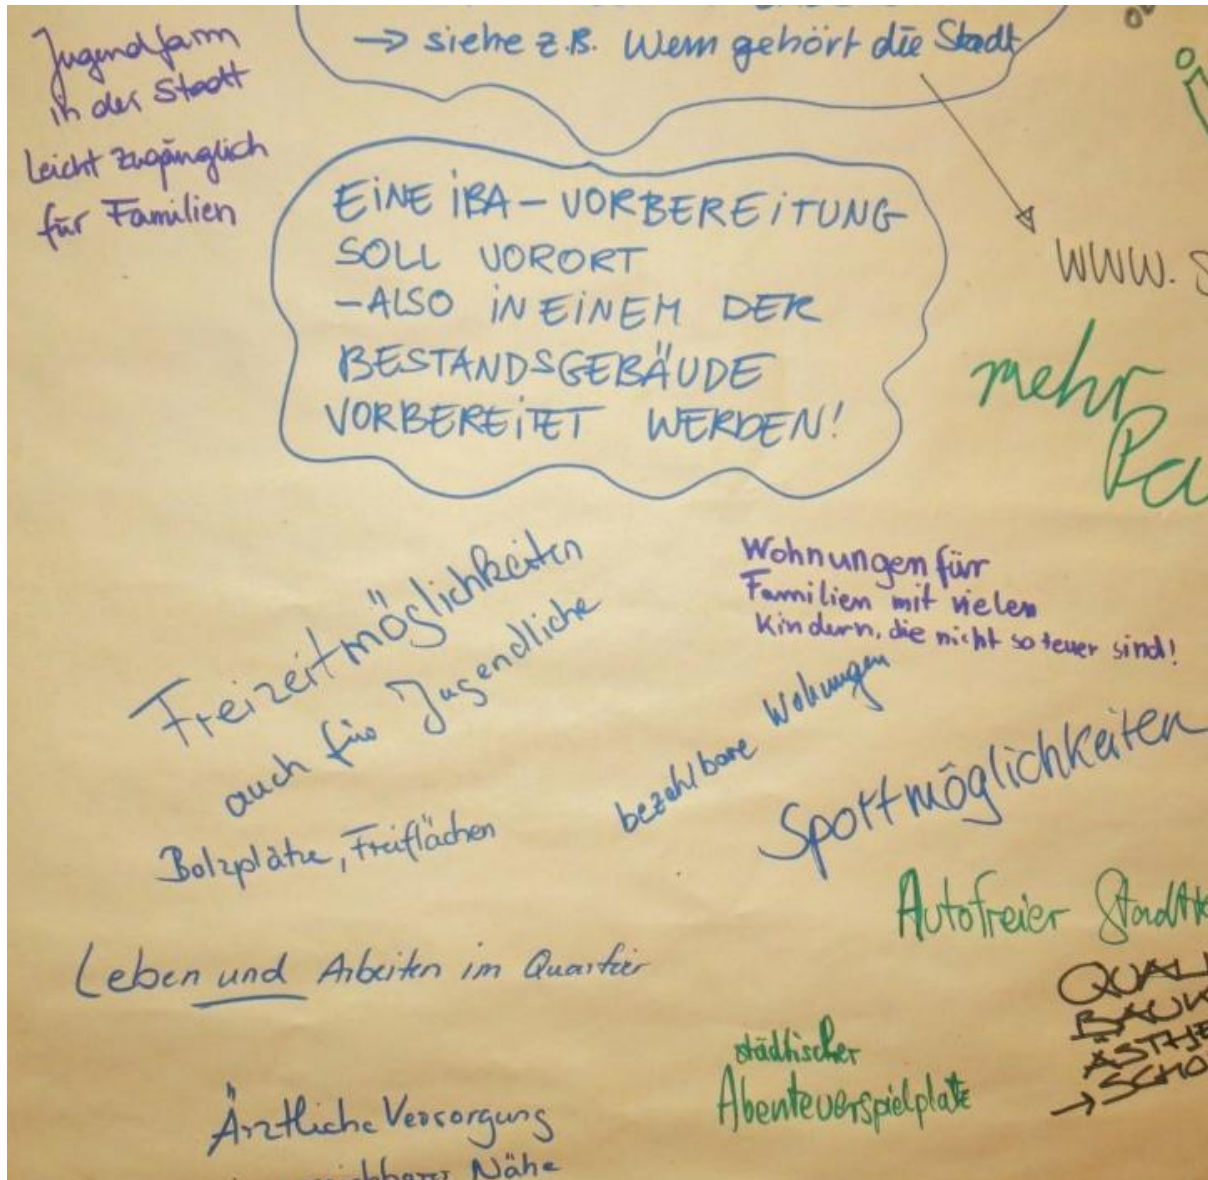 → siehe z.B. Wem gehört die Stadt
Jugendfarm
in der Stadt
leicht zugänglich
für Familien
EINE IBA-VORBEREITUNG
SOLL VORORT
-ALSO IN EINEM DER
BESTANDSGEBÄUDE
VORBEREITET WERDEN!
WWW.
mehr
Freizeitmöglichkeiten
auch für Jugendliche
Bolzplätze, Freiflächen
Wohnungen für
Familien mit vielen
Kindern, die nicht so teuer sind!
bezahlbare Wohungen
Sportmöglichkeiten
Autofreier
Leben und Arbeiten im Quartier
städtischer
Abenteuerspielplatz
Ärztliche Versorgung
Nähe